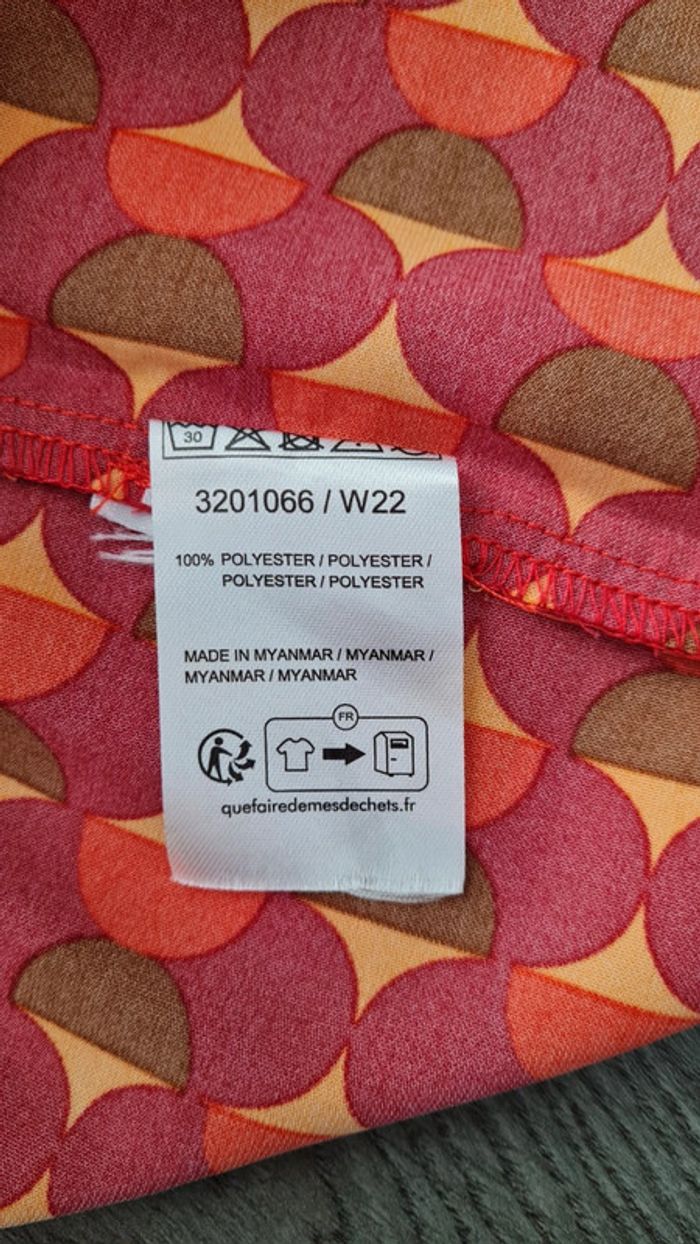 30
3201066 / W22
100% POLYESTER / POLYESTER /
POLYESTER / POLYESTER
MADE IN MYANMAR / MYANMAR /
MYANMAR / MYANMAR
FR
quefairedemesdechets.fr